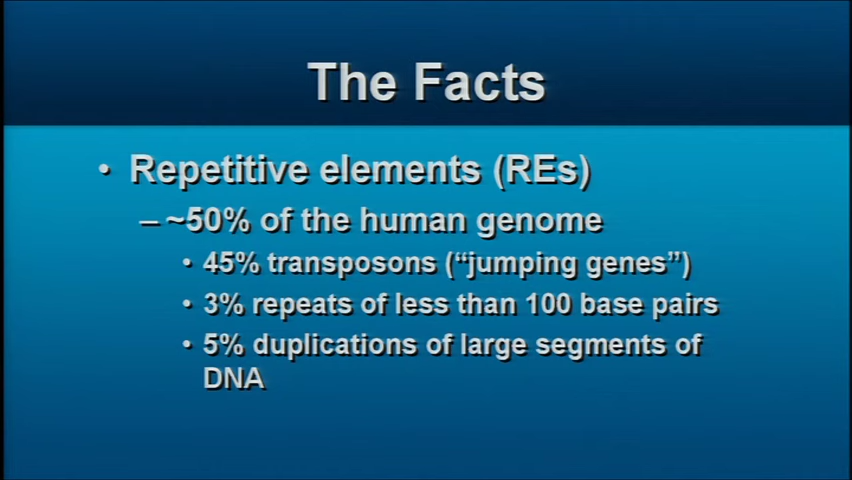 The Facts
• Repetitive elements (REs)
– ~50% of the human genome
• 45% transposons (“jumping genes”)
• 3% repeats of less than 100 base pairs
• 5% duplications of large segments of
DNA